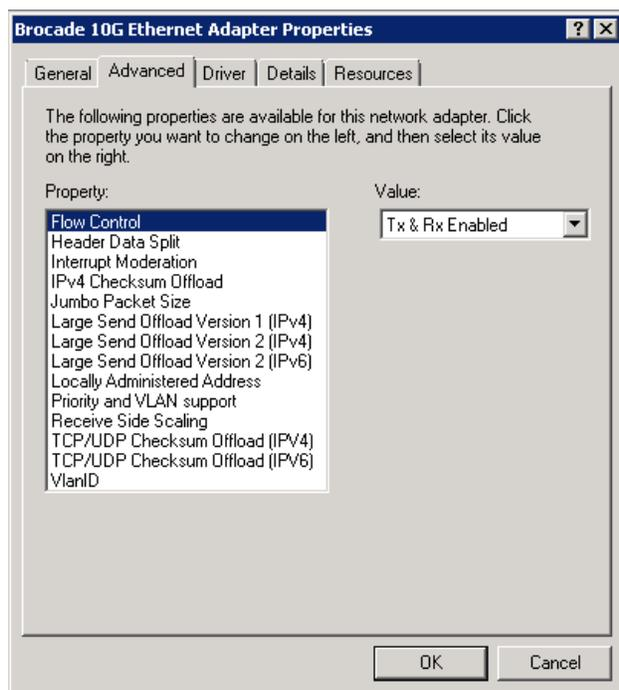 Brocade 10G Ethernet Adapter Properties
General Advanced Driver Details Resources
The following properties are available for this network adapter. Click
the property you want to change on the left, and then select its value
on the right.
Property:
Value:
Flow Control
Tx & Rx Enabled
Header Data Split
Interrupt Moderation
IPv4 Checksum Offload
Jumbo Packet Size
Large Send Offload Version 1 (IPv4)
Large Send Offload Version 2 (IPv4)
Large Send Offload Version 2 (IPv6)
Locally Administered Address
Priority and VLAN support
Receive Side Scaling
TCP/UDP Checksum Offload (IPV4)
TCP/UDP Checksum Offload (IPV6)
VlanID
OK
Cancel